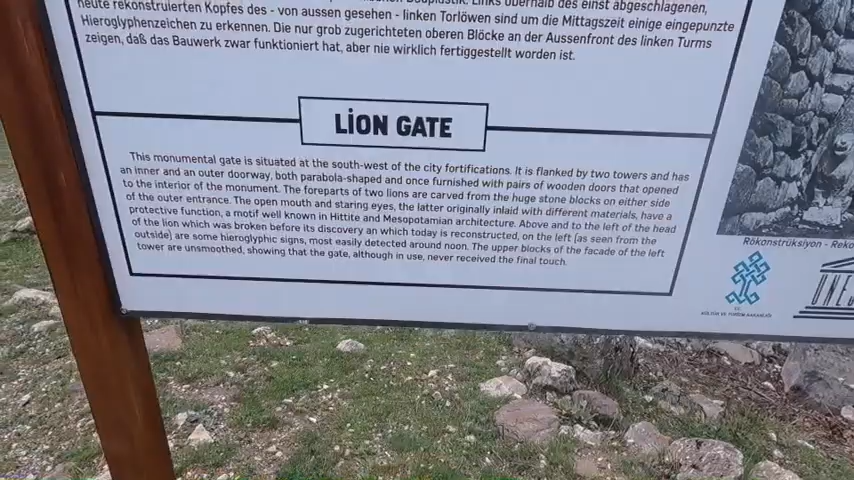 heute rekonstruierten Kopfes des - von aussen gesehen - linken Torlöwen sind um die Mittagszeit einige eingepunzte
Hieroglyphenzeichen zu erkennen. Die nur grob zugerichteten oberen Blöcke an der Aussenfront des linken Turms
zeigen, daß das Bauwerk zwar funktioniert hat, aber nie wirklich fertiggestellt worden ist.
LİON GATE
This monumental gate is situated at the south-west of the city fortifications. It is flanked by two towers and has
an inner and an outer doorway, both parabola-shaped and once furnished with pairs of wooden doors that opened
to the interior of the monument. The foreparts of two lions are carved from the huge stone blocks on either side
of the outer entrance. The open mouth and staring eyes, the latter originally inlaid with different materials, have a
protective function, a motif well known in Hittite and Mesopotamian architecture. Above and to the left of the head
of the lion which was broken before its discovery an which today is reconstructed, on the left (as seen from the
outside) are some hieroglyphic signs, most easily detected around noon. The upper blocks of the facade of the left
tower are unsmoothed, showing that the gate, although in use, never received the final touch.
Rökonstrüksiyon - Reko
T.C.
KÜLTÜR VE TURİZM BAKANLIĞI
UNES